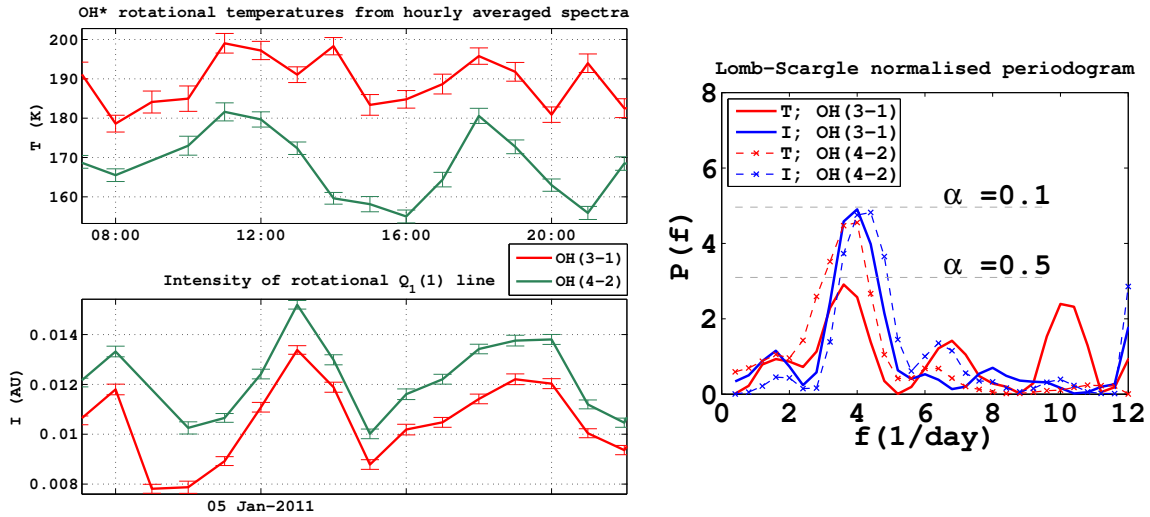 OH* rotational temperatures from hourly averaged spectra
T (K)
200
190
180
170
160
08:00 12:00 16:00 20:00
OH(3-1)
OH(4-2)
Intensity of rotational Q1(1) line
I (AU)
0.014
0.012
0.01
0.008
05 Jan-2011
Lomb-Scargle normalised periodogram
P(f)
8
6
4
2
0
T; OH(3-1)
I; OH(3-1)
T; OH(4-2)
I; OH(4-2)
α =0.1
α =0.5
0 2 4 6 8 10 12
f(1/day)